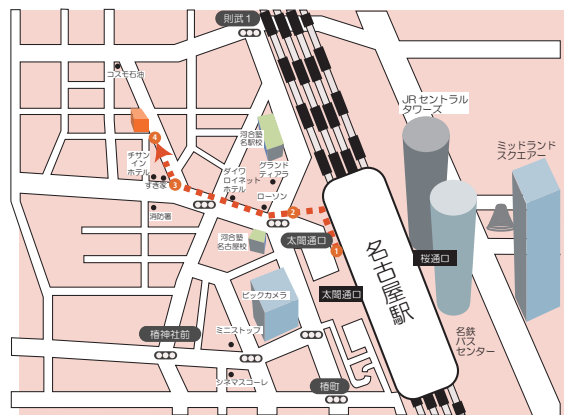 則武1
コスモ石油
JRセントラル
タワーズ
ミッドランド
スクエアー
河合塾
名駅校
4
チサン
イン
ホテル
すき家
3
ダイワ
ロイネット
ホテル
グランド
ティアラ
ローソン
2
消防署
河合塾
名古屋校
太閤通口
1
名古屋駅
桜通口
太閤通口
ビックカメラ
ミニストップ
椿神社前
シネマスコーレ
椿町
名鉄
バス
センター